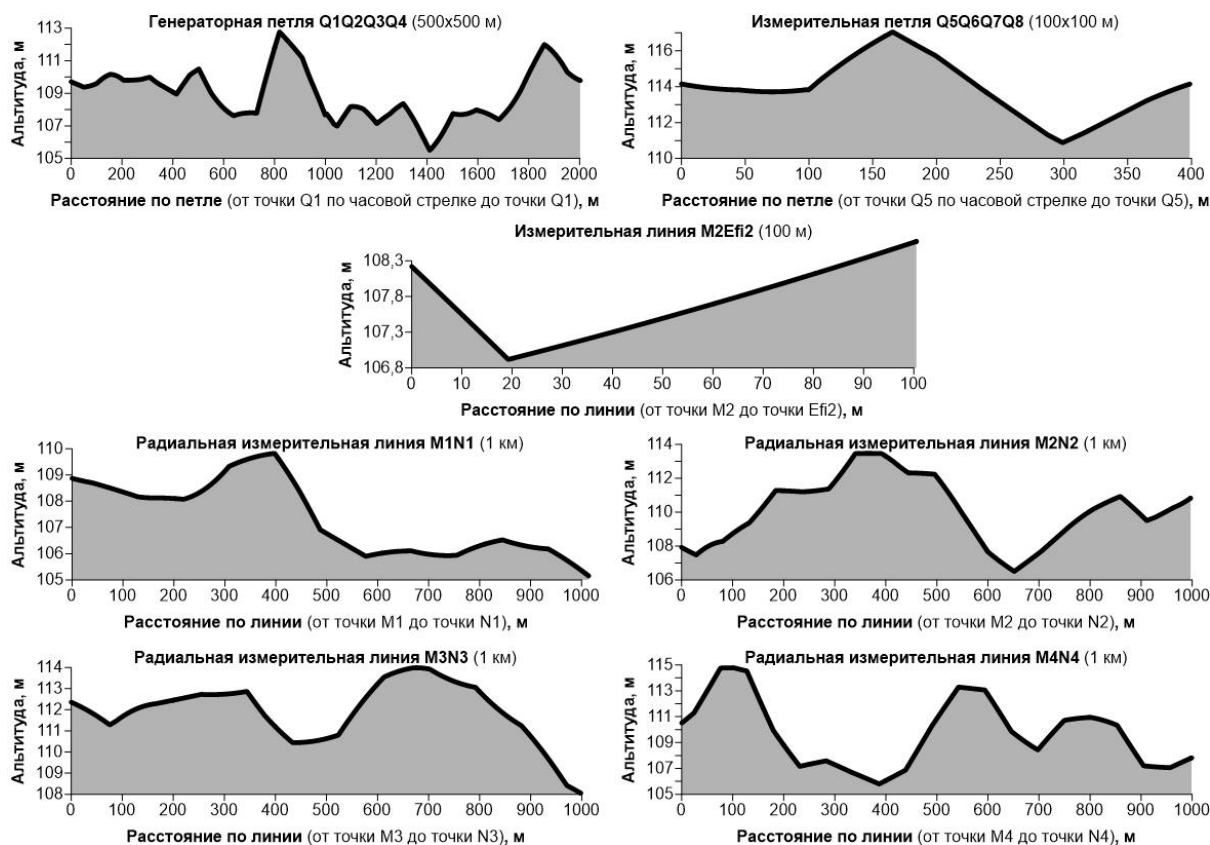 Генераторная петля Q1Q2Q3Q4 (500х500 м)
Альтитуда, м
113
111
109
107
105
0 200 400 600 800 1000 1200 1400 1600 1800 2000
Расстояние по петле (от точки Q1 по часовой стрелке до точки Q1), м
Измерительная петля Q5Q6Q7Q8 (100х100 м)
Альтитуда, м
116
114
112
110
0 50 100 150 200 250 300 350 400
Расстояние по петле (от точки Q5 по часовой стрелке до точки Q5), м
Измерительная линия M2Efi2 (100 м)
Альтитуда, м
108,3
107,8
107,3
106,8
0 10 20 30 40 50 60 70 80 90 100
Расстояние по линии (от точки M2 до точки Efi2), м
Радиальная измерительная линия M1N1 (1 км)
Альтитуда, м
110
109
108
107
106
105
0 100 200 300 400 500 600 700 800 900 1000
Расстояние по линии (от точки M1 до точки N1), м
Радиальная измерительная линия M2N2 (1 км)
Альтитуда, м
114
112
110
108
106
0 100 200 300 400 500 600 700 800 900 1000
Расстояние по линии (от точки M2 до точки N2), м
Радиальная измерительная линия M3N3 (1 км)
Альтитуда, м
114
113
112
111
110
109
108
0 100 200 300 400 500 600 700 800 900 1000
Расстояние по линии (от точки M3 до точки N3), м
Радиальная измерительная линия M4N4 (1 км)
Альтитуда, м
115
113
111
109
107
105
0 100 200 300 400 500 600 700 800 900 1000
Расстояние по линии (от точки M4 до точки N4), м